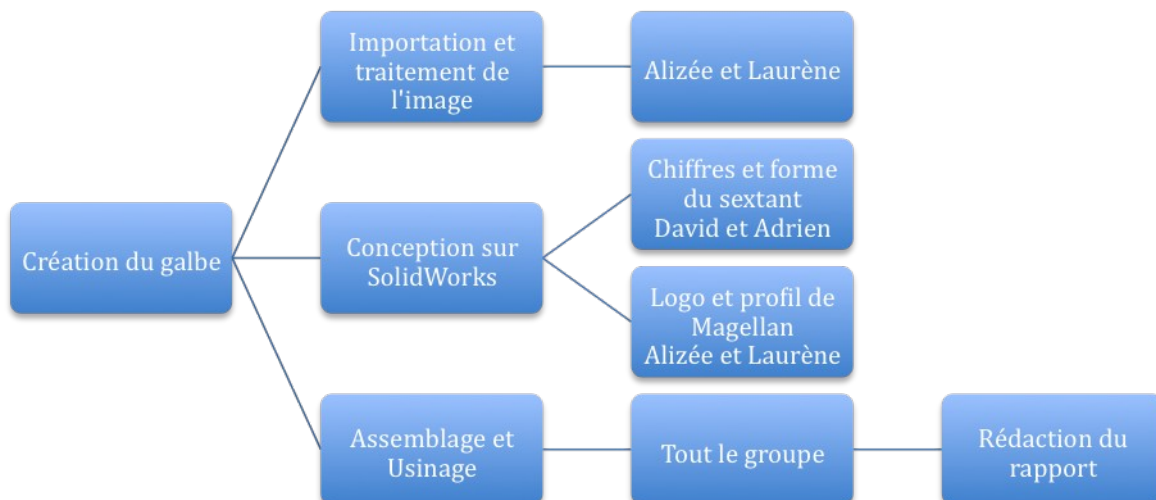 Création du galbe
Importation et
traitement de
l'image
Alizée et Laurène
Conception sur
SolidWorks
Chiffres et forme
du sextant
David et Adrien
Logo et profil de
Magellan
Alizée et Laurène
Assemblage et
Usinage
Tout le groupe
Rédaction du
rapport